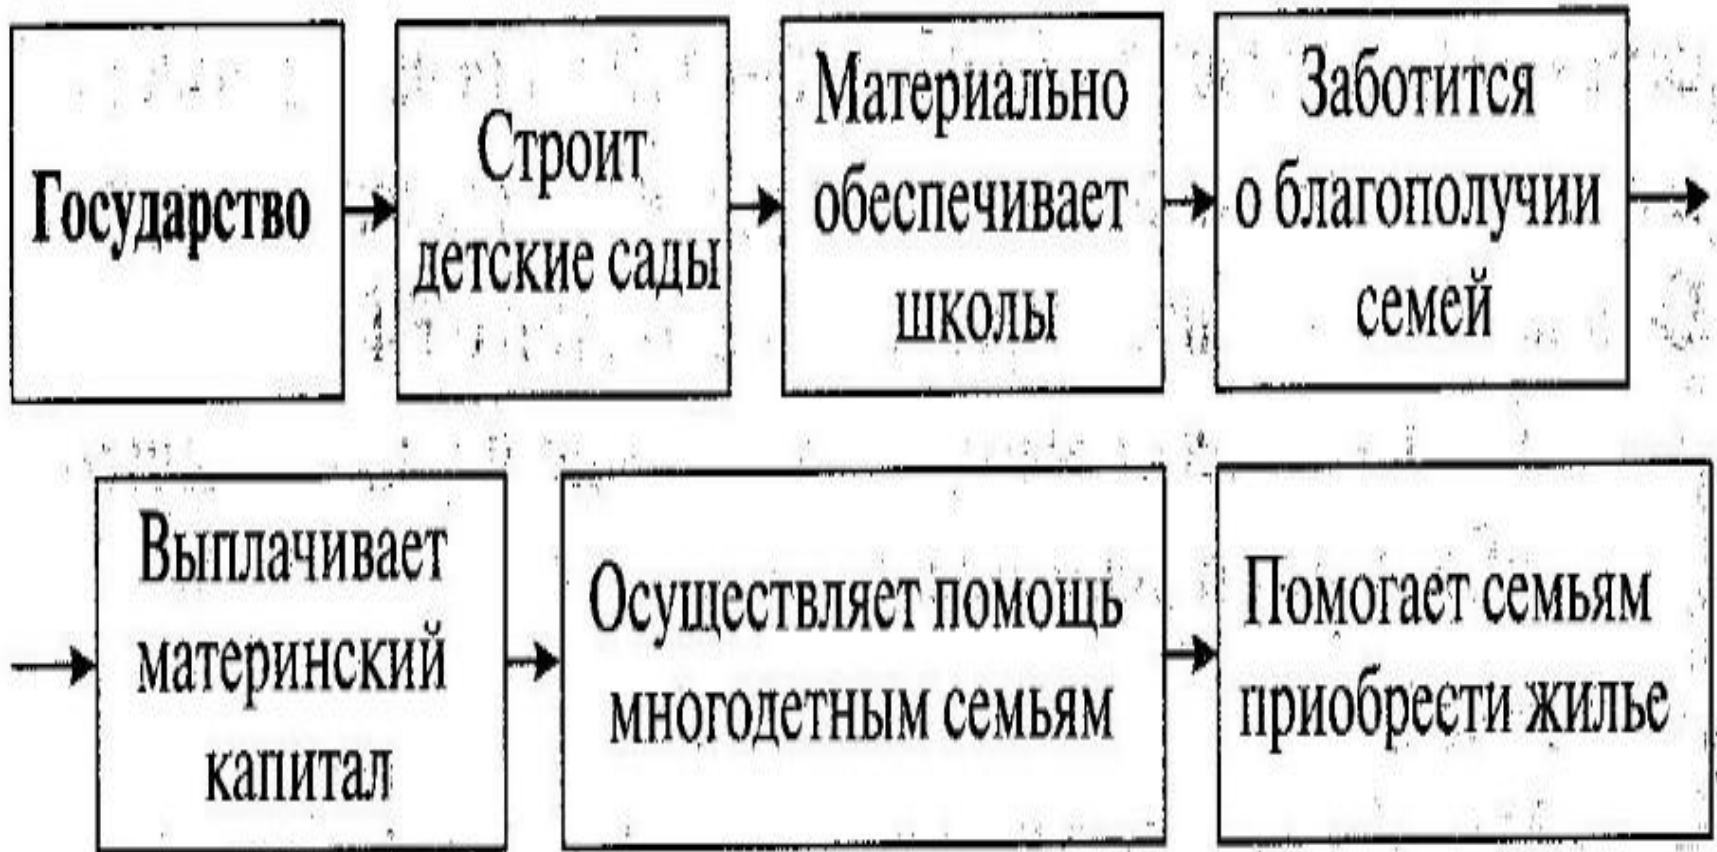 Государство
Строит
детские сады
Материально
обеспечивает
школы
Заботится
о благополучии
семей
Выплачивает
материнский
капитал
Осуществляет помощь
многодетным семьям
Помогает семьям
приобрести жилье